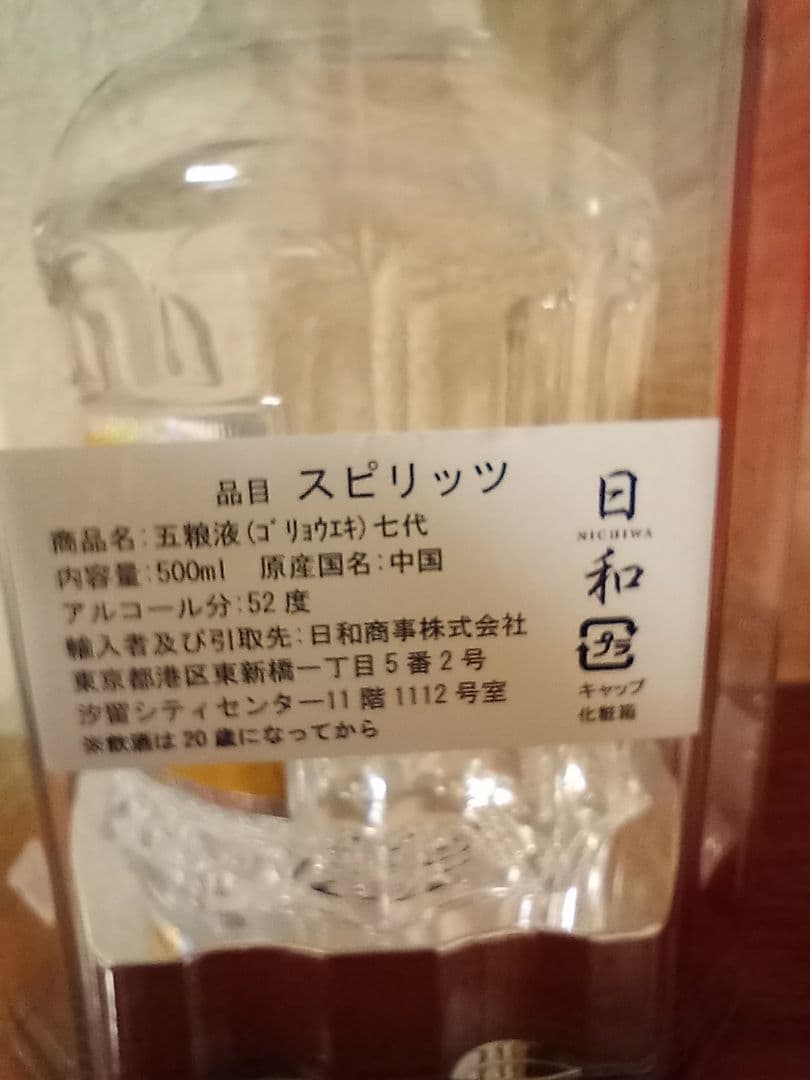 品目 スピリッツ
商品名:五粮液(ｺﾞﾘｮｳｴｷ)七代
内容量:500ml 原産国名:中国
アルコール分:52度
輸入者及び引取先:日和商事株式会社
東京都港区東新橋一丁目5番2号
汐留シティセンター11階1112号室
※飲酒は20歳になってから
日
NICHIWA
和
プラ
キャップ
化粧箱